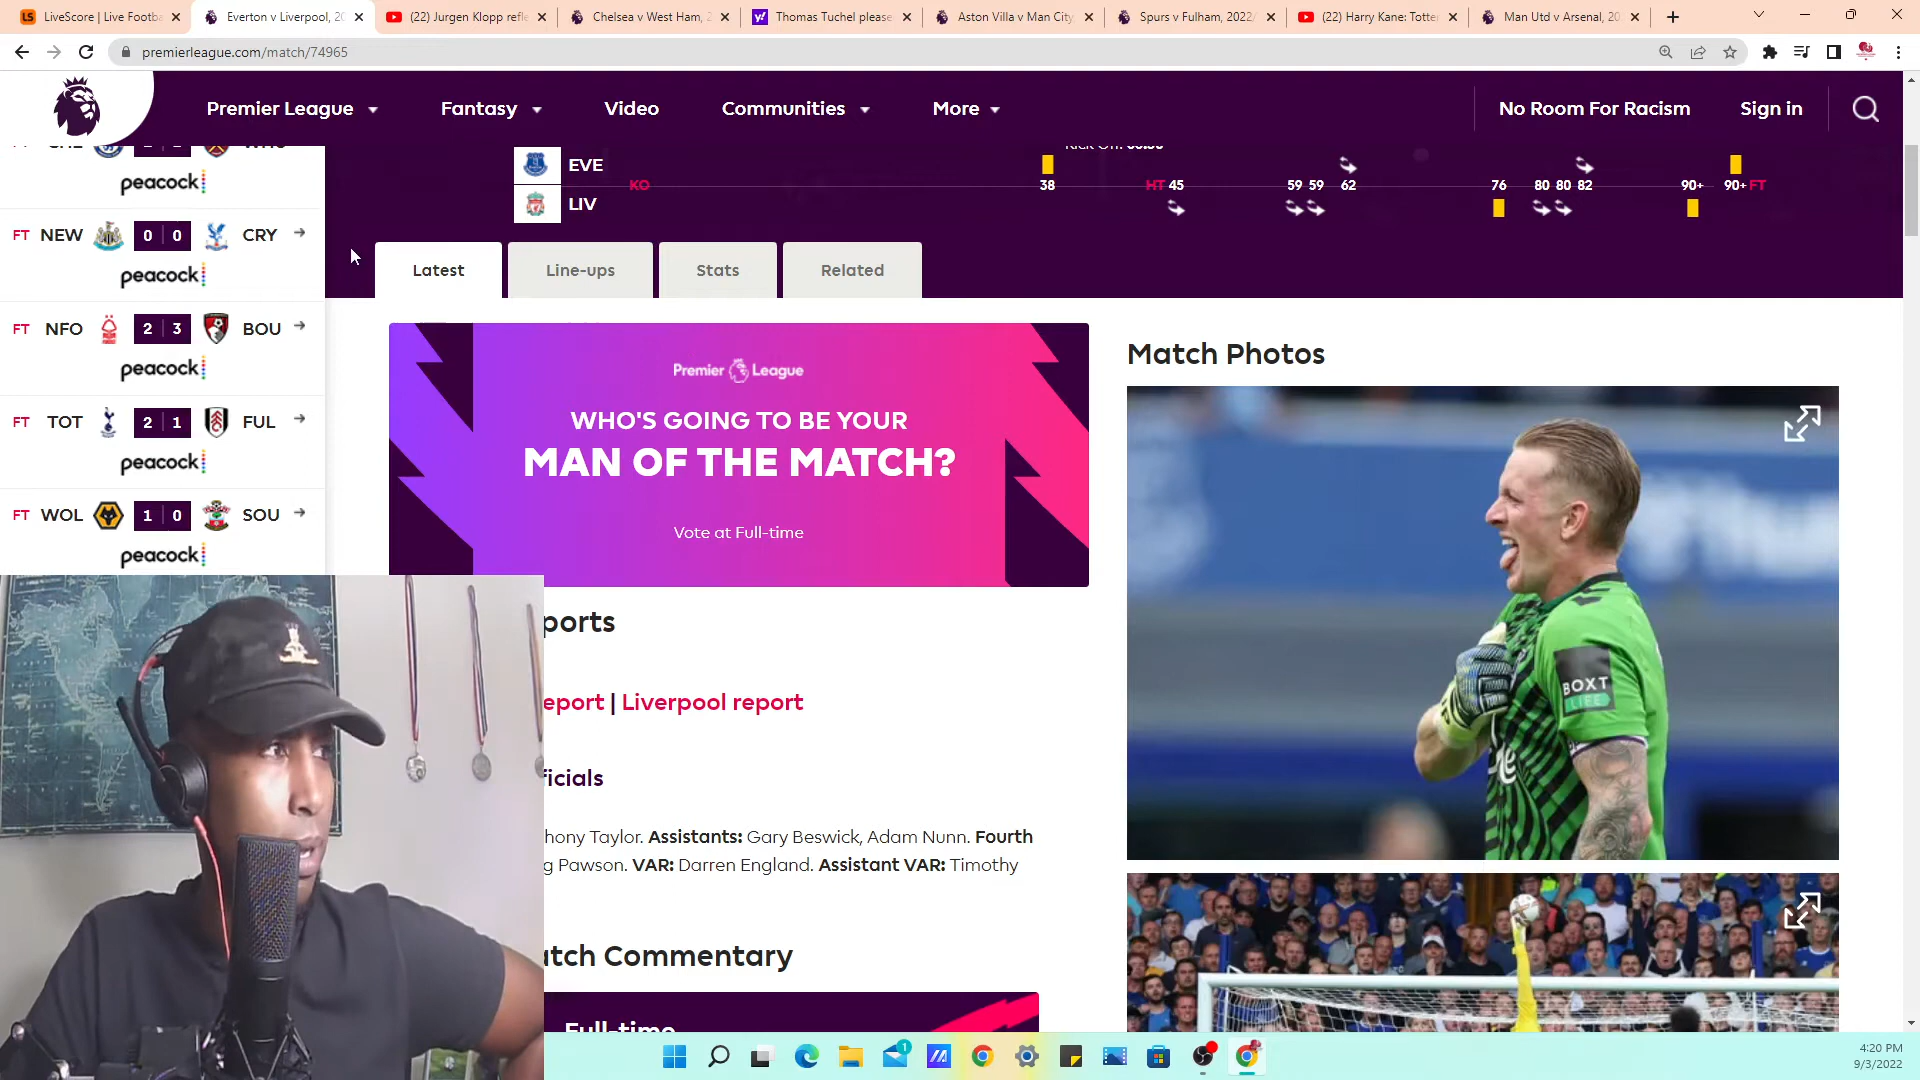 LiveScore | Live Footba
Everton v Liverpool, 20
(22) Jurgen Klopp refle
Chelsea v West Ham, 2
Thomas Tuchel please
Aston Villa v Man City
Spurs v Fulham, 2022/
(22) Harry Kane: Totte
Man Utd v Arsenal, 20
premierleague.com/match/74965
Premier League
Fantasy
Video
Communities
More
No Room For Racism
Sign in
peacock
FT NEW 0 0 CRY
peacock
FT NFO 2 3 BOU
peacock
FT TOT 2 1 FUL
peacock
FT WOL 1 0 SOU
peacock
EVE
KO 38 HT 45 59 59 62 76 80 80 82 90+ 90+ FT
LIV
Latest
Line-ups
Stats
Related
Premier League
WHO'S GOING TO BE YOUR
MAN OF THE MATCH?
Vote at Full-time
Match Photos
BOXT
LIFE
ports
eport | Liverpool report
ficials
hony Taylor. Assistants: Gary Beswick, Adam Nunn. Fourth
g Pawson. VAR: Darren England. Assistant VAR: Timothy
atch Commentary
Full-time
1
4:20 PM
9/3/2022